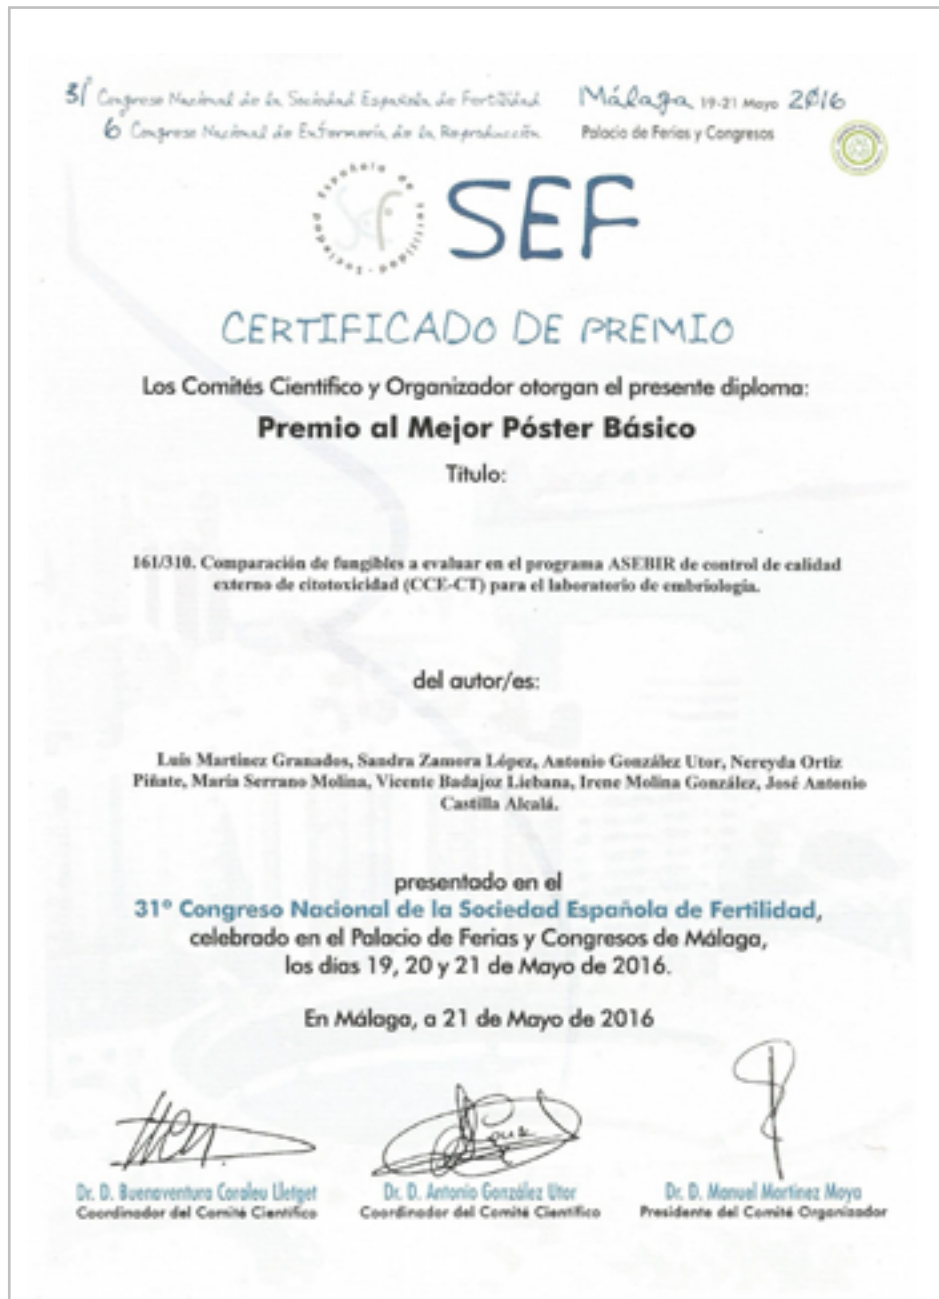 31º Congreso Nacional de la Sociedad Española de Fertilidad
6 Congreso Nacional de Enfermería de la Reproducción
Málaga 19-21 Mayo 2016
Palacio de Ferias y Congresos
Sociedad Española de Fertilidad
SEF
SEF
CERTIFICADO DE PREMIO
Los Comités Científico y Organizador otorgan el presente diploma:
Premio al Mejor Póster Básico
Título:
161/310. Comparación de fungibles a evaluar en el programa ASEBIR de control de calidad
externo de citotoxicidad (CCE-CT) para el laboratorio de embriología.
del autor/es:
Luis Martínez Granados, Sandra Zamora López, Antonio González Utor, Nereyda Ortiz
Piñate, María Serrano Molina, Vicente Badajoz Liebana, Irene Molina González, José Antonio
Castilla Alcalá.
presentado en el
31º Congreso Nacional de la Sociedad Española de Fertilidad,
celebrado en el Palacio de Ferias y Congresos de Málaga,
los días 19, 20 y 21 de Mayo de 2016.
En Málaga, a 21 de Mayo de 2016
Dr. D. Buenaventura Coroleu Lletget
Coordinador del Comité Científico
Dr. D. Antonio González Utor
Coordinador del Comité Científico
Dr. D. Manuel Martínez Moya
Presidente del Comité Organizador